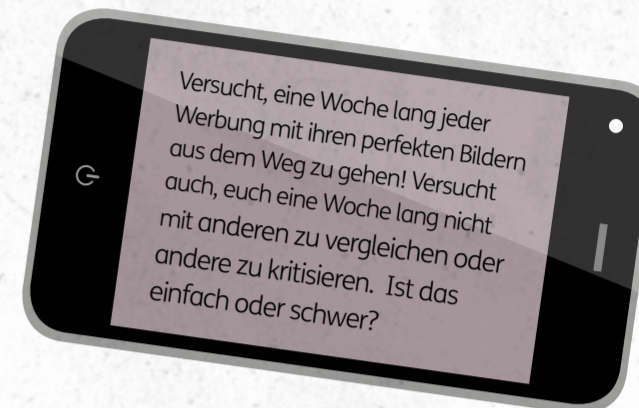 Versucht, eine Woche lang jeder
Werbung mit ihren perfekten Bildern
aus dem Weg zu gehen! Versucht
auch, euch eine Woche lang nicht
mit anderen zu vergleichen oder
andere zu kritisieren. Ist das
einfach oder schwer?